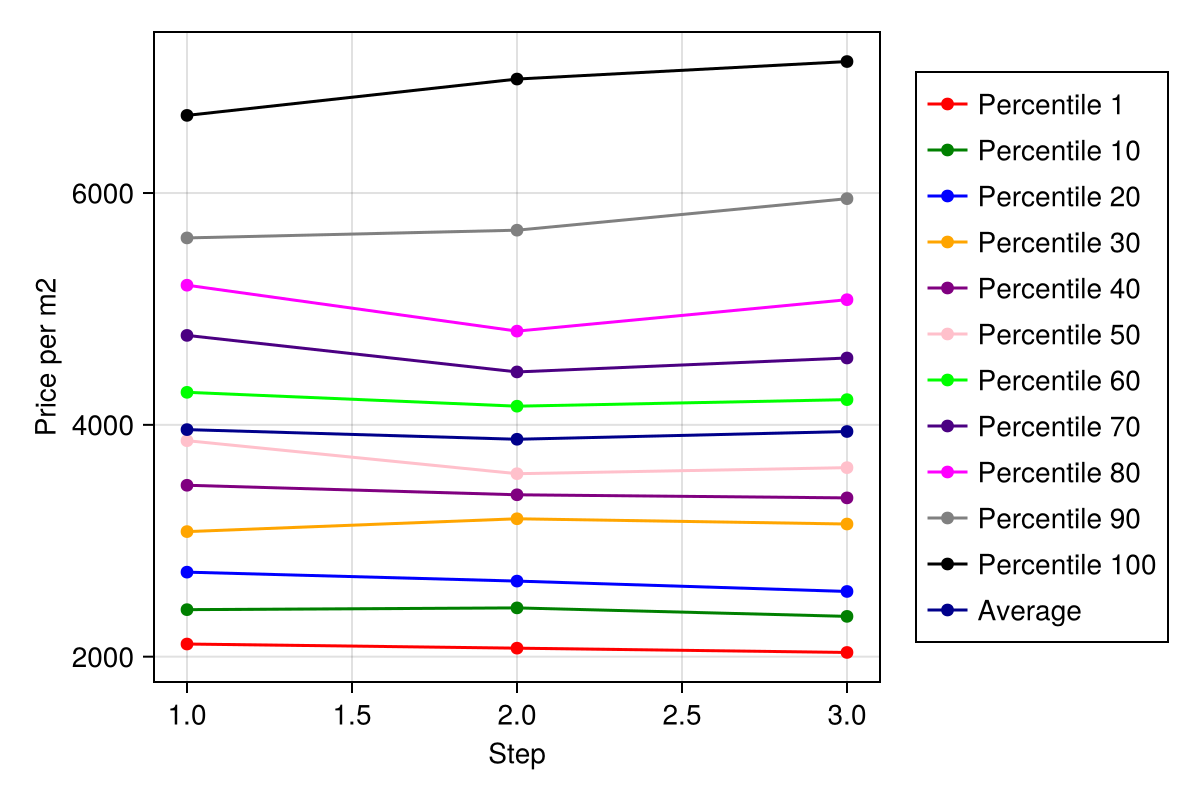 Price per m2
6000
4000
2000
1.0
1.5
2.0
2.5
3.0
Step
Percentile 1
Percentile 10
Percentile 20
Percentile 30
Percentile 40
Percentile 50
Percentile 60
Percentile 70
Percentile 80
Percentile 90
Percentile 100
Average